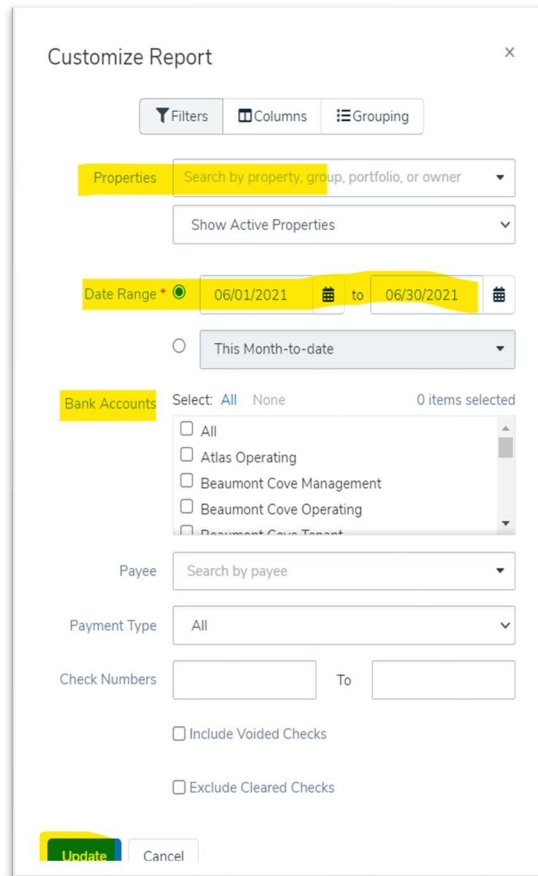 Customize Report ×
Filters Columns Grouping
Properties Search by property, group, portfolio, or owner
Show Active Properties
Date Range * 06/01/2021 to 06/30/2021
This Month-to-date
Bank Accounts Select: All None 0 items selected
All
Atlas Operating
Beaumont Cove Management
Beaumont Cove Operating
Beaumont Cove Tenant
Payee Search by payee
Payment Type All
Check Numbers To
Include Voided Checks
Exclude Cleared Checks
Update Cancel